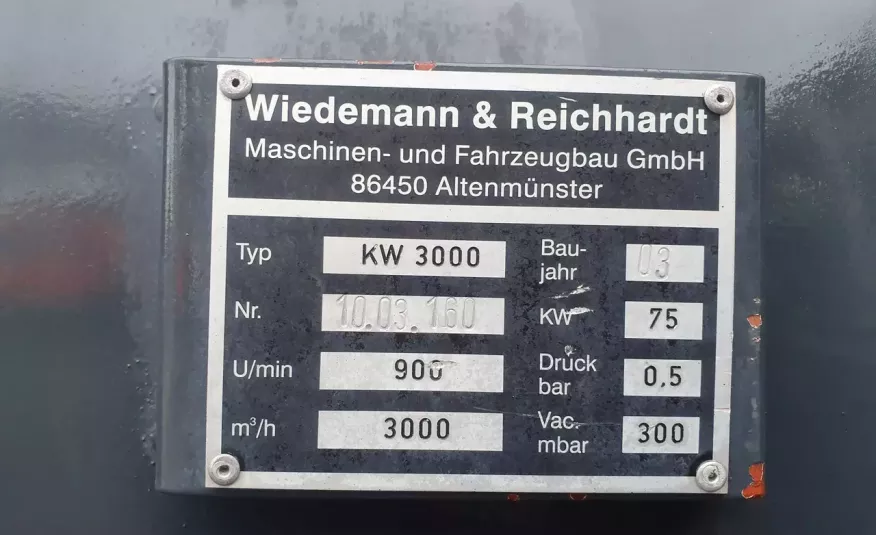 Wiedemann & Reichhardt
Maschinen- und Fahrzeugbau GmbH
86450 Altenmünster
Typ KW 3000
Bau-
jahr 03
Nr. 10.03.160
KW 75
U/min 900
Druck
bar 0,5
m³/h 3000
Vac.
mbar 300